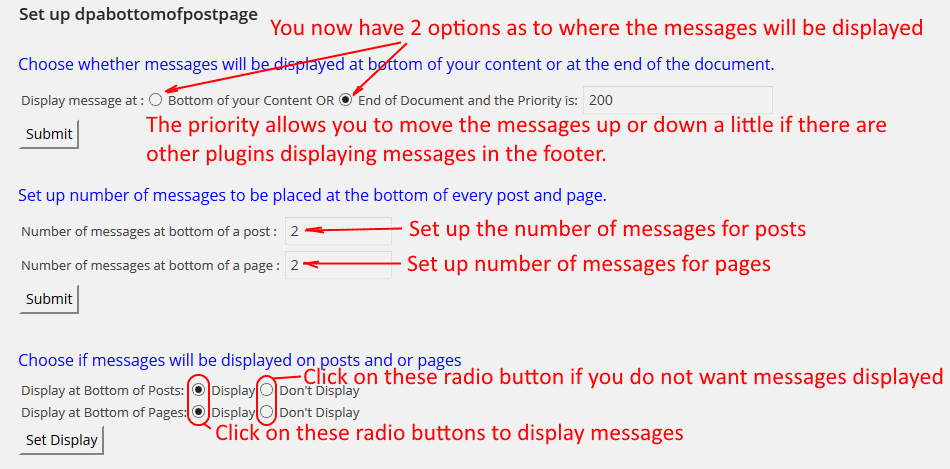 Set up dpabottomofpostpage
You now have 2 options as to where the messages will be displayed
Choose whether messages will be displayed at bottom of your content or at the end of the document.
Display message at : Bottom of your Content OR End of Document and the Priority is: 200
Submit
The priority allows you to move the messages up or down a little if there are
other plugins displaying messages in the footer.
Set up number of messages to be placed at the bottom of every post and page.
Number of messages at bottom of a post : 2
Set up the number of messages for posts
Number of messages at bottom of a page : 2
Set up number of messages for pages
Submit
Choose if messages will be displayed on posts and or pages
Click on these radio button if you do not want messages displayed
Display at Bottom of Posts: Display Don't Display
Display at Bottom of Pages: Display Don't Display
Click on these radio buttons to display messages
Set Display